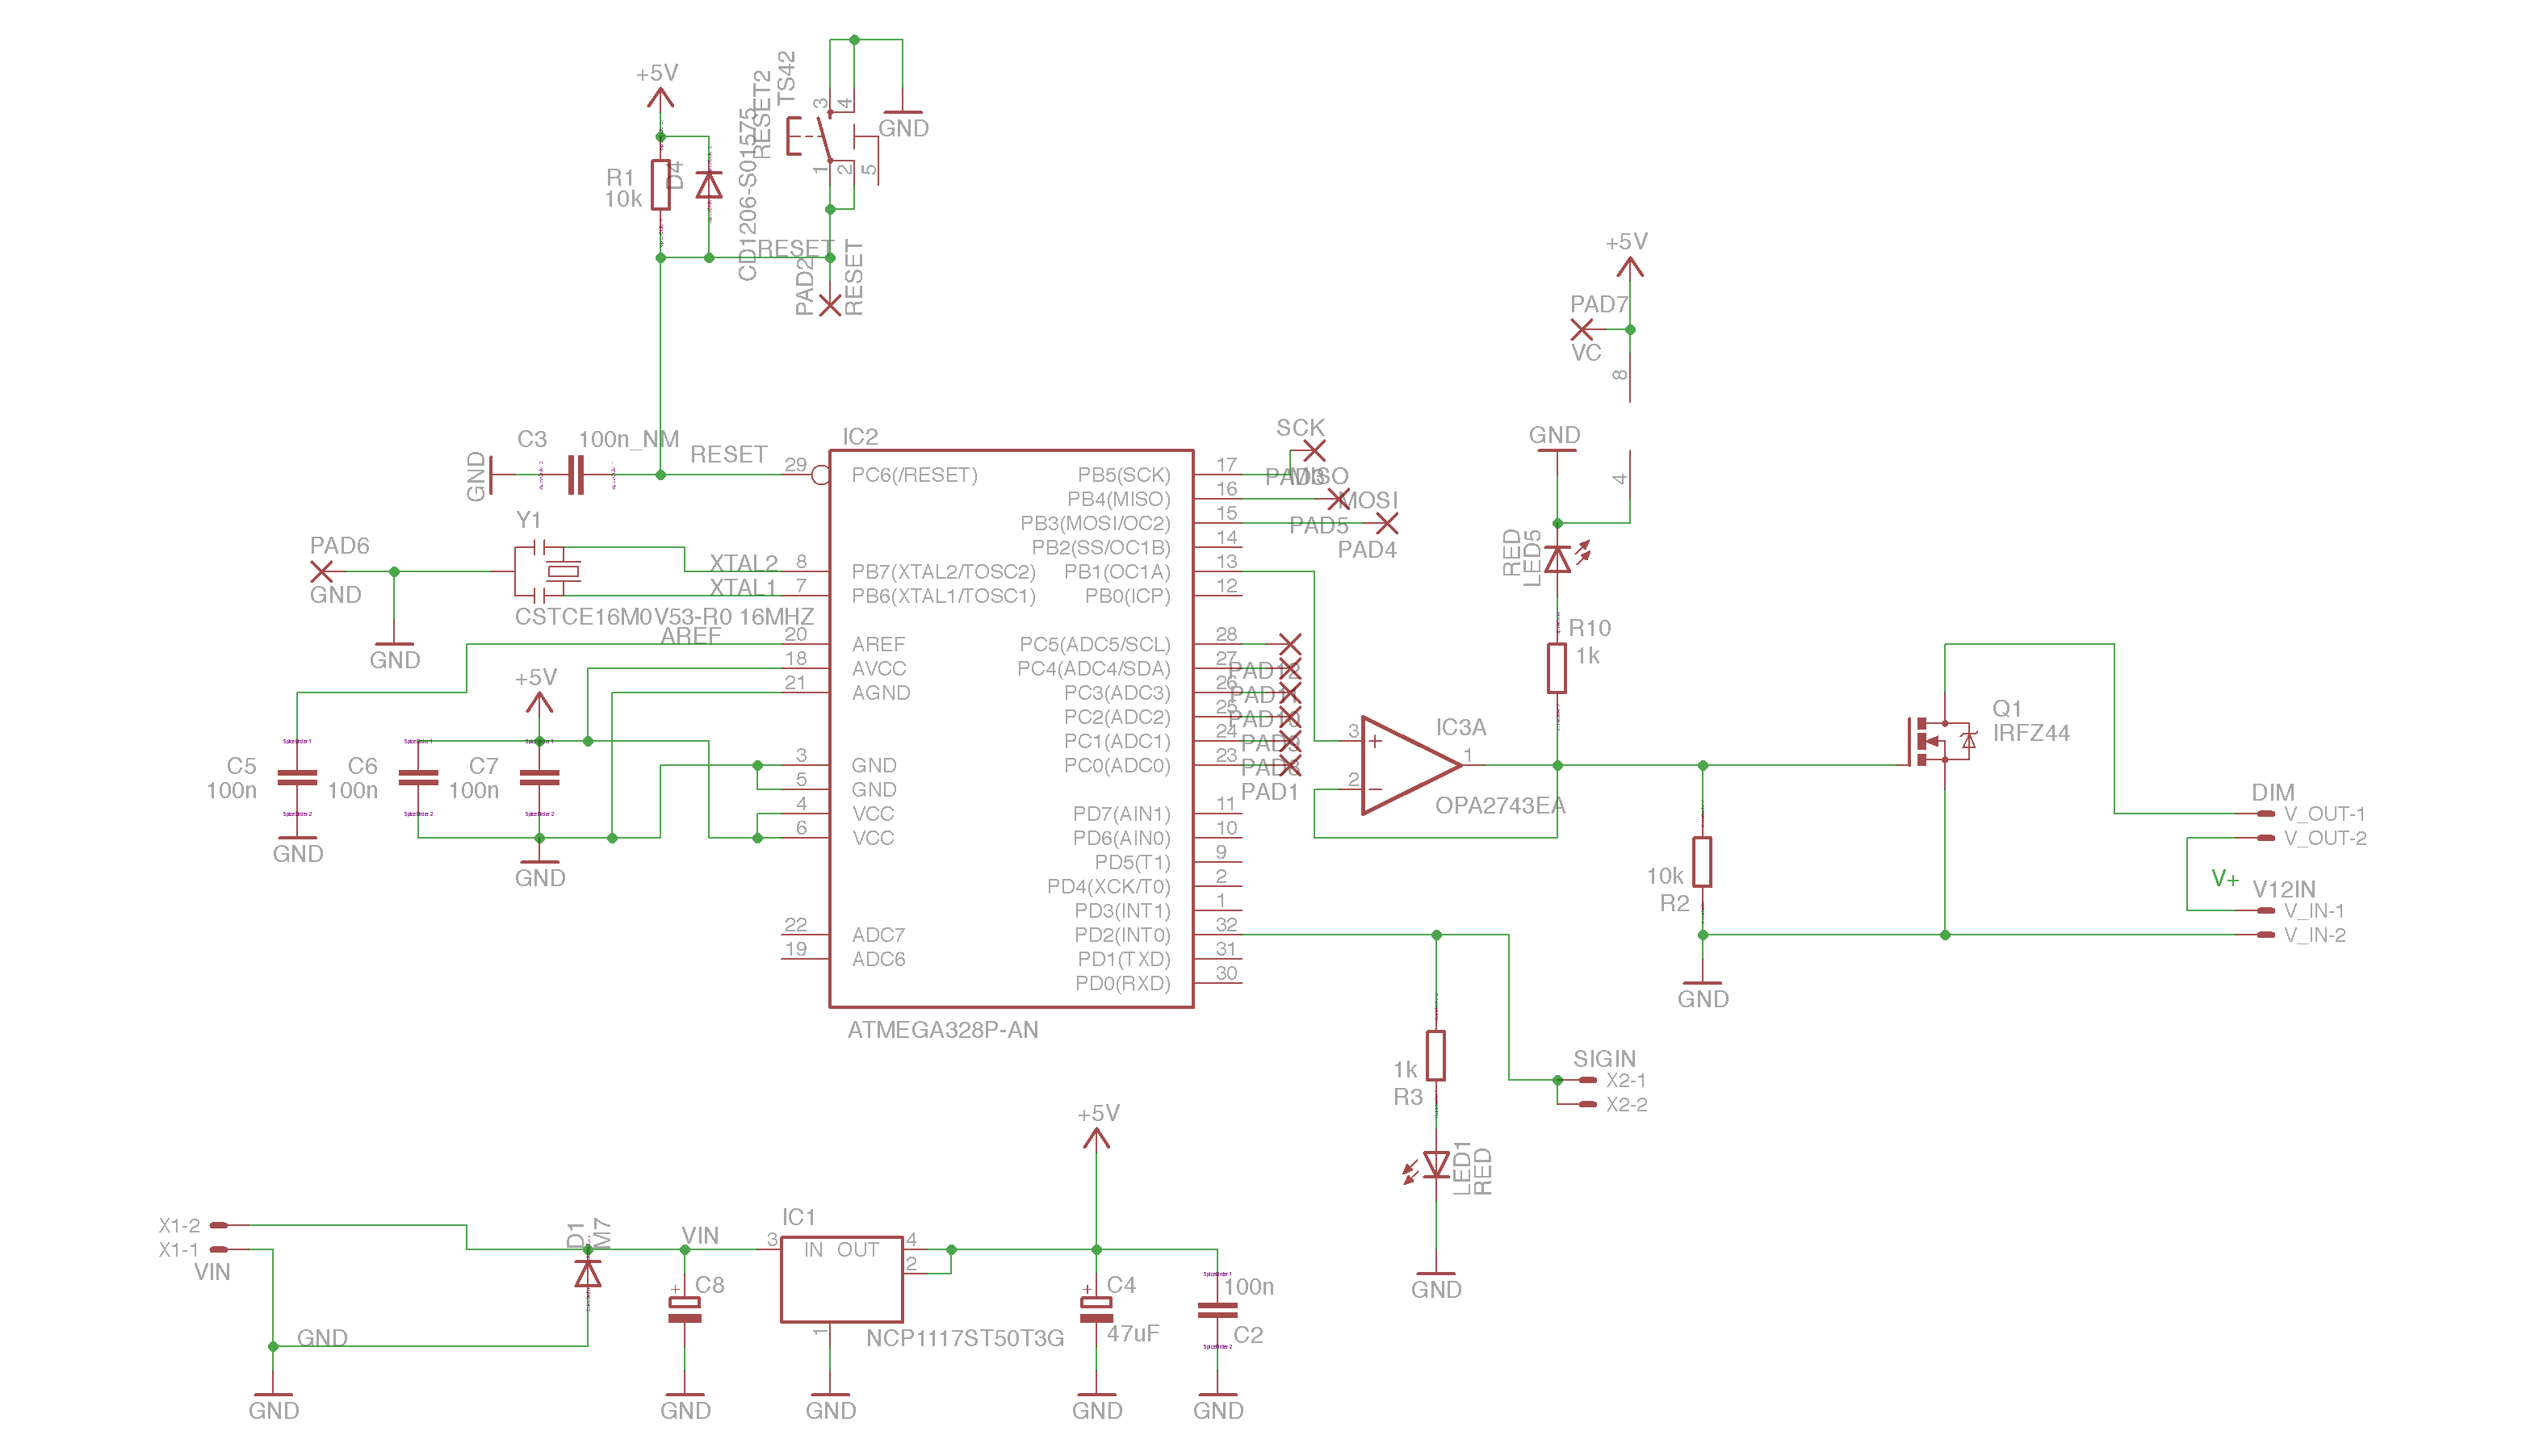 +5V
R1
10k
D4
CD1206-S01575
RESET2
TS42
3
4
1
2
5
GND
RESET
PAD2
RESET
+5V
PAD7
VC
8
4
GND
RED
LED5
R10
1k
C3
100n_NM
GND
RESET
29
Y1
PAD6
GND
GND
CSTCE16M0V53-R0 16MHZ
XTAL2
8
XTAL1
7
AREF
20
18
21
+5V
C5
100n
GND
C6
100n
C7
100n
GND
3
5
4
6
22
19
IC2
PC6(/RESET)
PB7(XTAL2/TOSC2)
PB6(XTAL1/TOSC1)
AREF
AVCC
AGND
GND
GND
VCC
VCC
ADC7
ADC6
PB5(SCK)
PB4(MISO)
PB3(MOSI/OC2)
PB2(SS/OC1B)
PB1(OC1A)
PB0(ICP)
PC5(ADC5/SCL)
PC4(ADC4/SDA)
PC3(ADC3)
PC2(ADC2)
PC1(ADC1)
PC0(ADC0)
PD7(AIN1)
PD6(AIN0)
PD5(T1)
PD4(XCK/T0)
PD3(INT1)
PD2(INT0)
PD1(TXD)
PD0(RXD)
ATMEGA328P-AN
17
16
15
14
13
12
28
27
26
25
24
23
11
10
9
2
1
32
31
30
SCK
PAD3
MISO
PAD5
MOSI
PAD4
PAD12
PAD11
PAD10
PAD9
PAD8
PAD1
3
2
1
+
−
IC3A
OPA2743EA
Q1
IRFZ44
10k
R2
GND
DIM
V_OUT-1
V_OUT-2
V+
V12IN
V_IN-1
V_IN-2
SIGIN
X2-1
X2-2
1k
R3
LED1
RED
GND
X1-2
X1-1
VIN
GND
GND
D1
M7
VIN
+
C8
GND
IC1
3
IN OUT
4
2
1
NCP1117ST50T3G
GND
+5V
+
C4
47uF
GND
100n
C2
GND